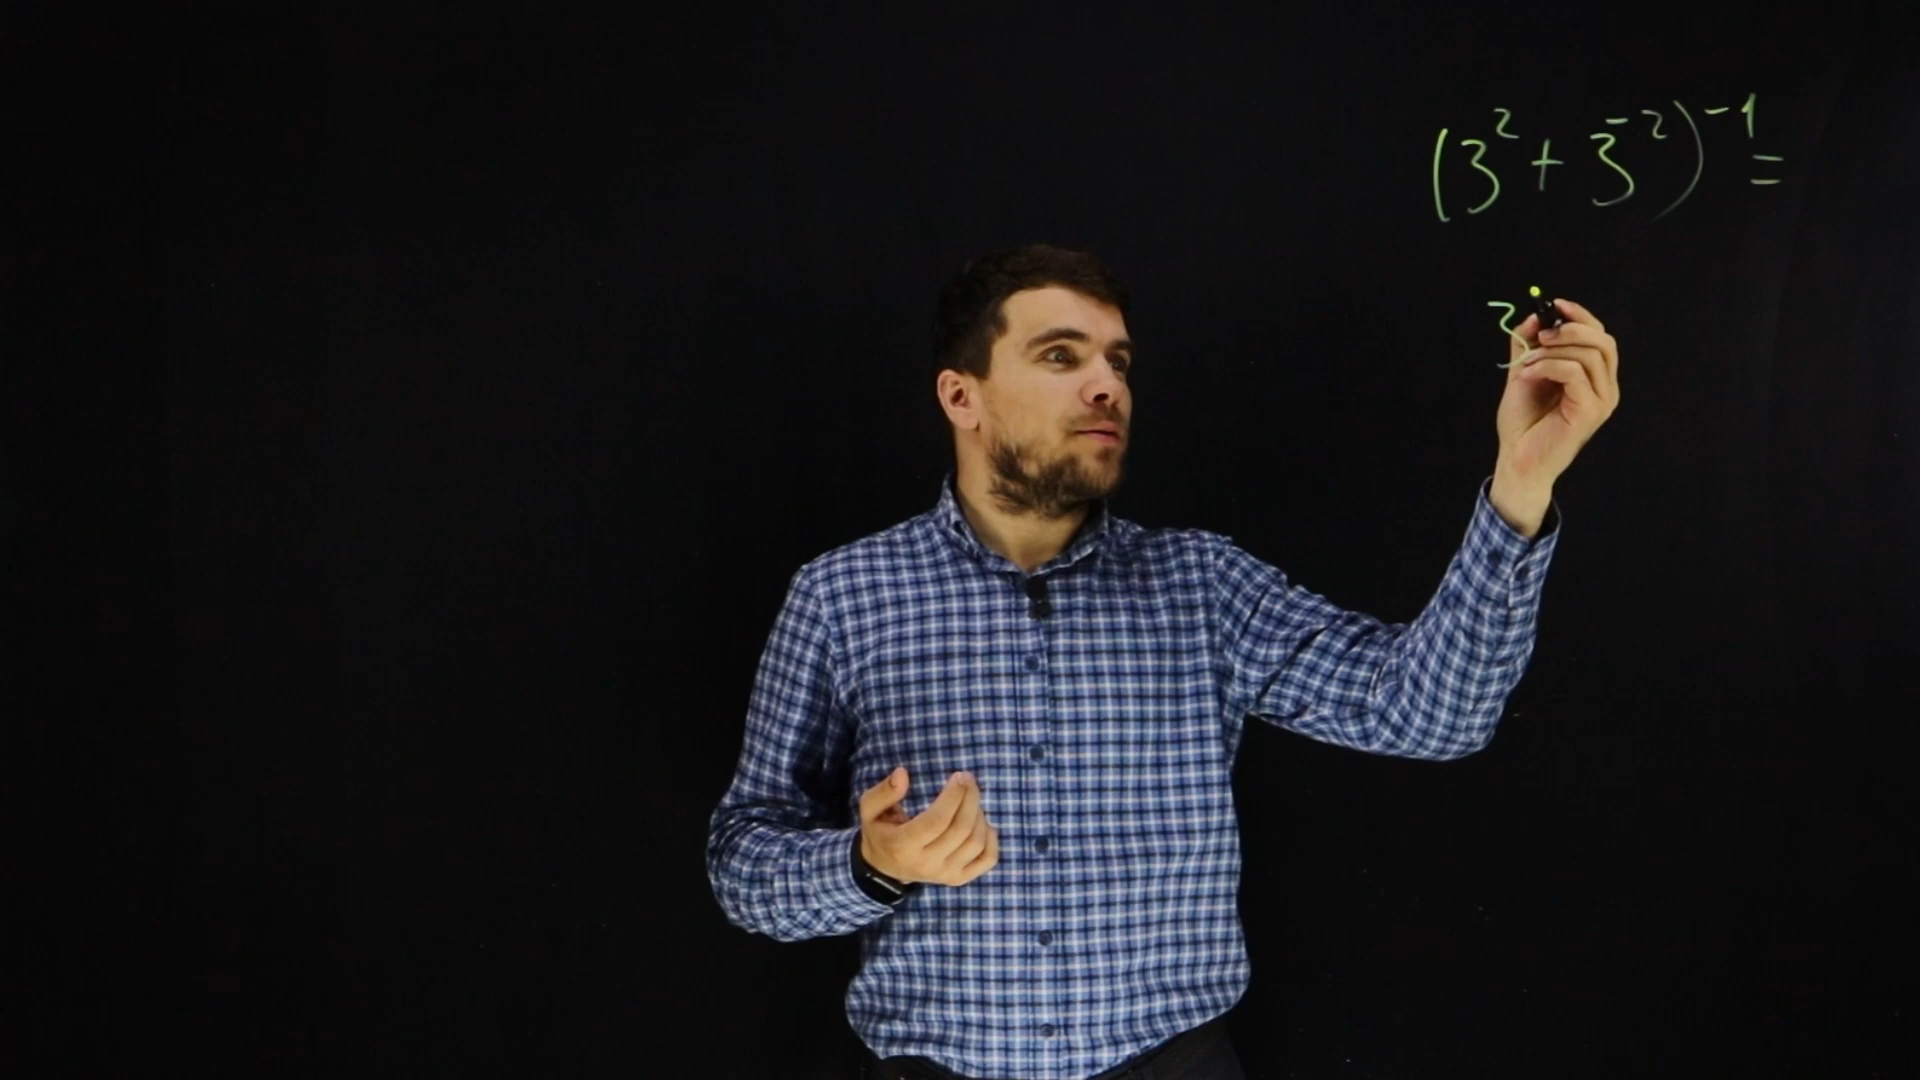 (3² + 3⁻²)⁻¹ =
3